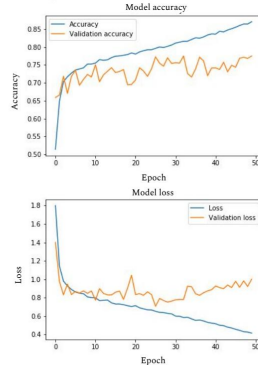 Model accuracy
Accuracy
Validation accuracy
Accuracy
0.85
0.80
0.75
0.70
0.65
0.60
0.55
0.50
0 10 20 30 40 50
Epoch
Model loss
Loss
Validation loss
Loss
1.8
1.6
1.4
1.2
1.0
0.8
0.6
0.4
0 10 20 30 40 50
Epoch